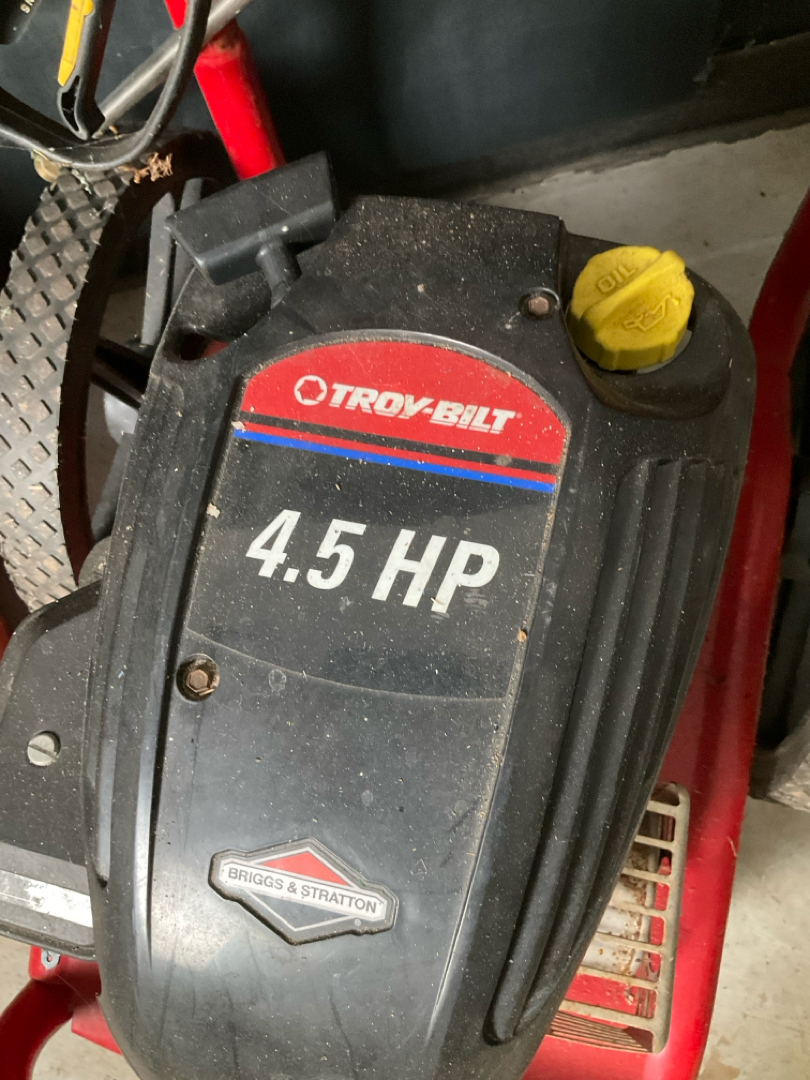 OIL
TROY-BILT®
4.5 HP
BRIGGS & STRATTON®